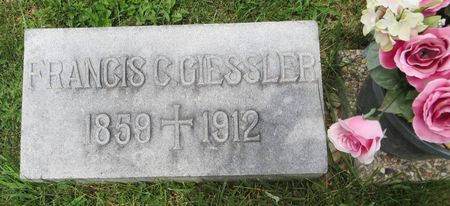 FRANCIS C. GIESSLER
1859 ✝ 1912